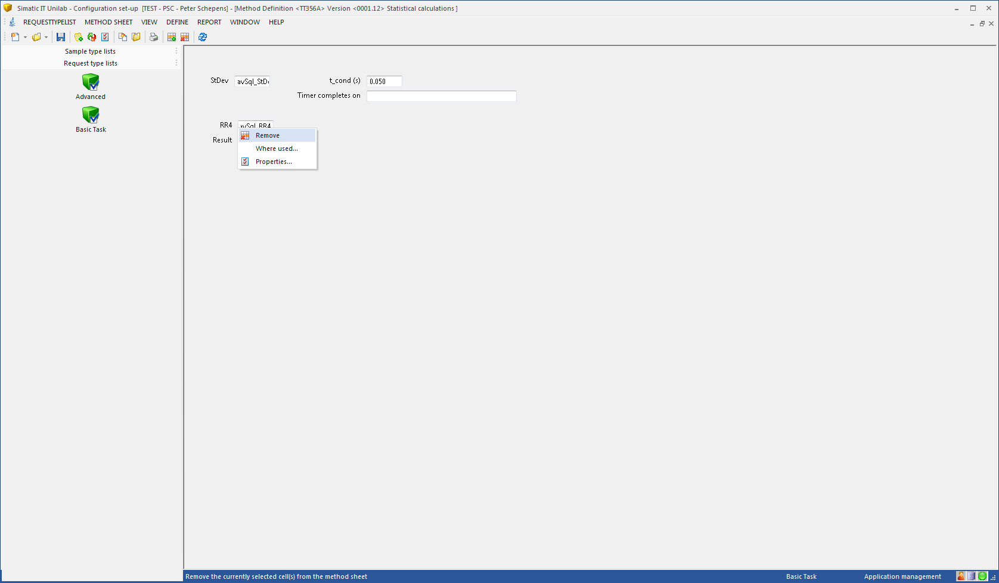 Simatic IT Unilab - Configuration set-up [TEST - PSC - Peter Schepens] - [Method Definition <TT356A> Version <0001.12> Statistical calculations ]
REQUESTTYPELIST METHOD SHEET VIEW DEFINE REPORT WINDOW HELP
Sample type lists
Request type lists
Advanced
Basic Task
StDev avSql_StD t_cond (s) 0.050
Timer completes on
RR4 avSql_RR4
Result
Remove
Where used...
Properties...
Remove the currently selected cell(s) from the method sheet Basic Task Application management